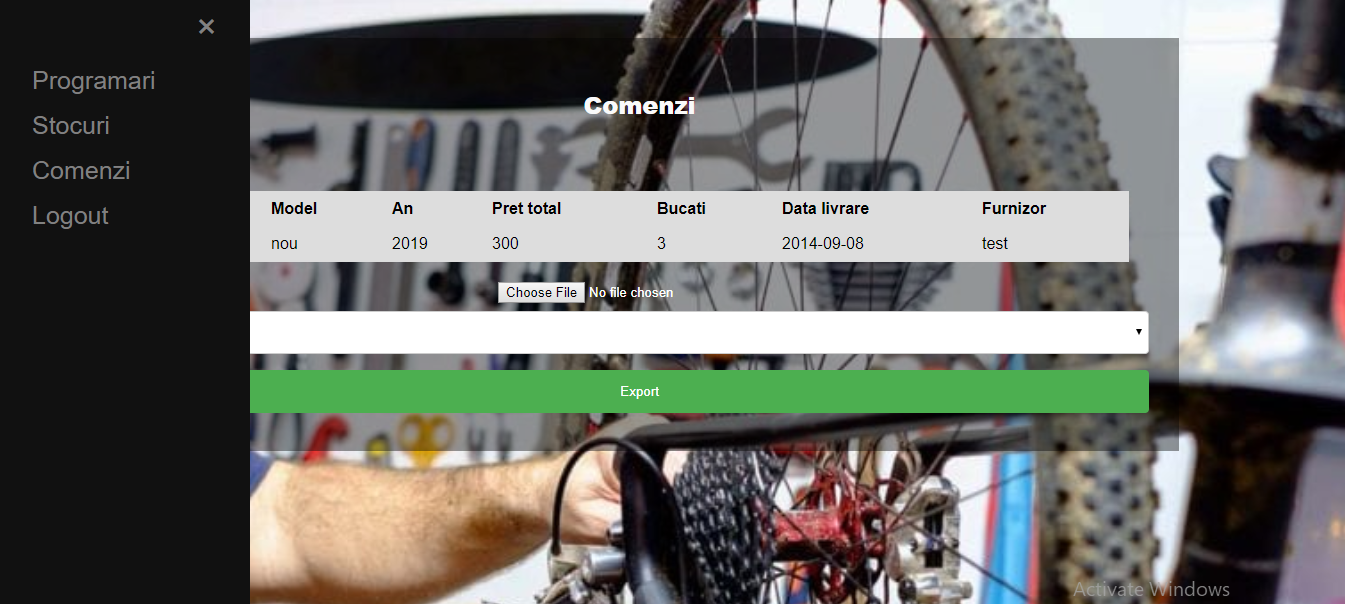 ×
Programari
Stocuri
Comenzi
Logout
Comenzi
Model An Pret total Bucati Data livrare Furnizor
nou 2019 300 3 2014-09-08 test
Choose File No file chosen
Export
Activate Windows